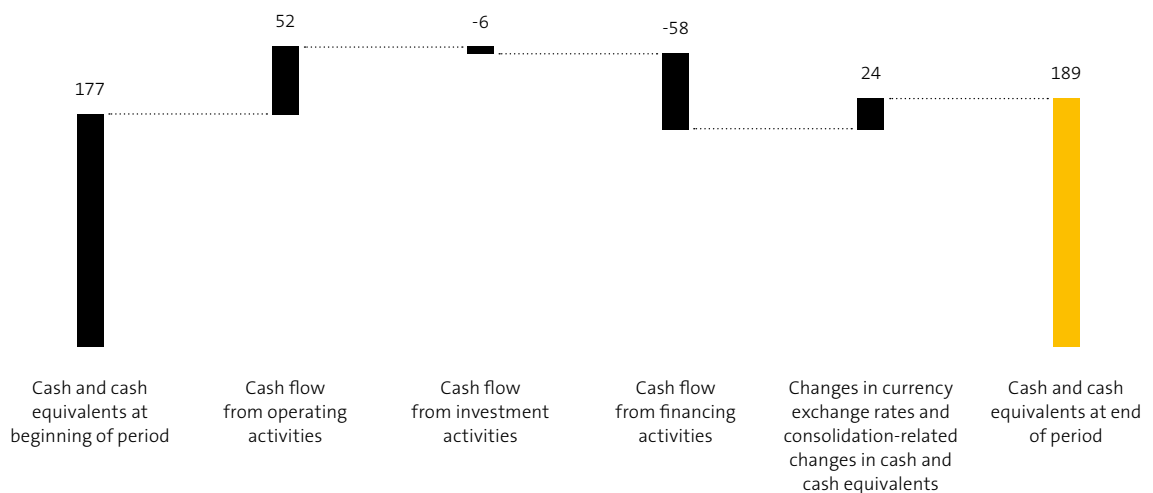 52
-6
-58
177
24
189
Cash and cash
equivalents at
beginning of period
Cash flow
from operating
activities
Cash flow
from investment
activities
Cash flow
from financing
activities
Changes in currency
exchange rates and
consolidation-related
changes in cash and
cash equivalents
Cash and cash
equivalents at end
of period